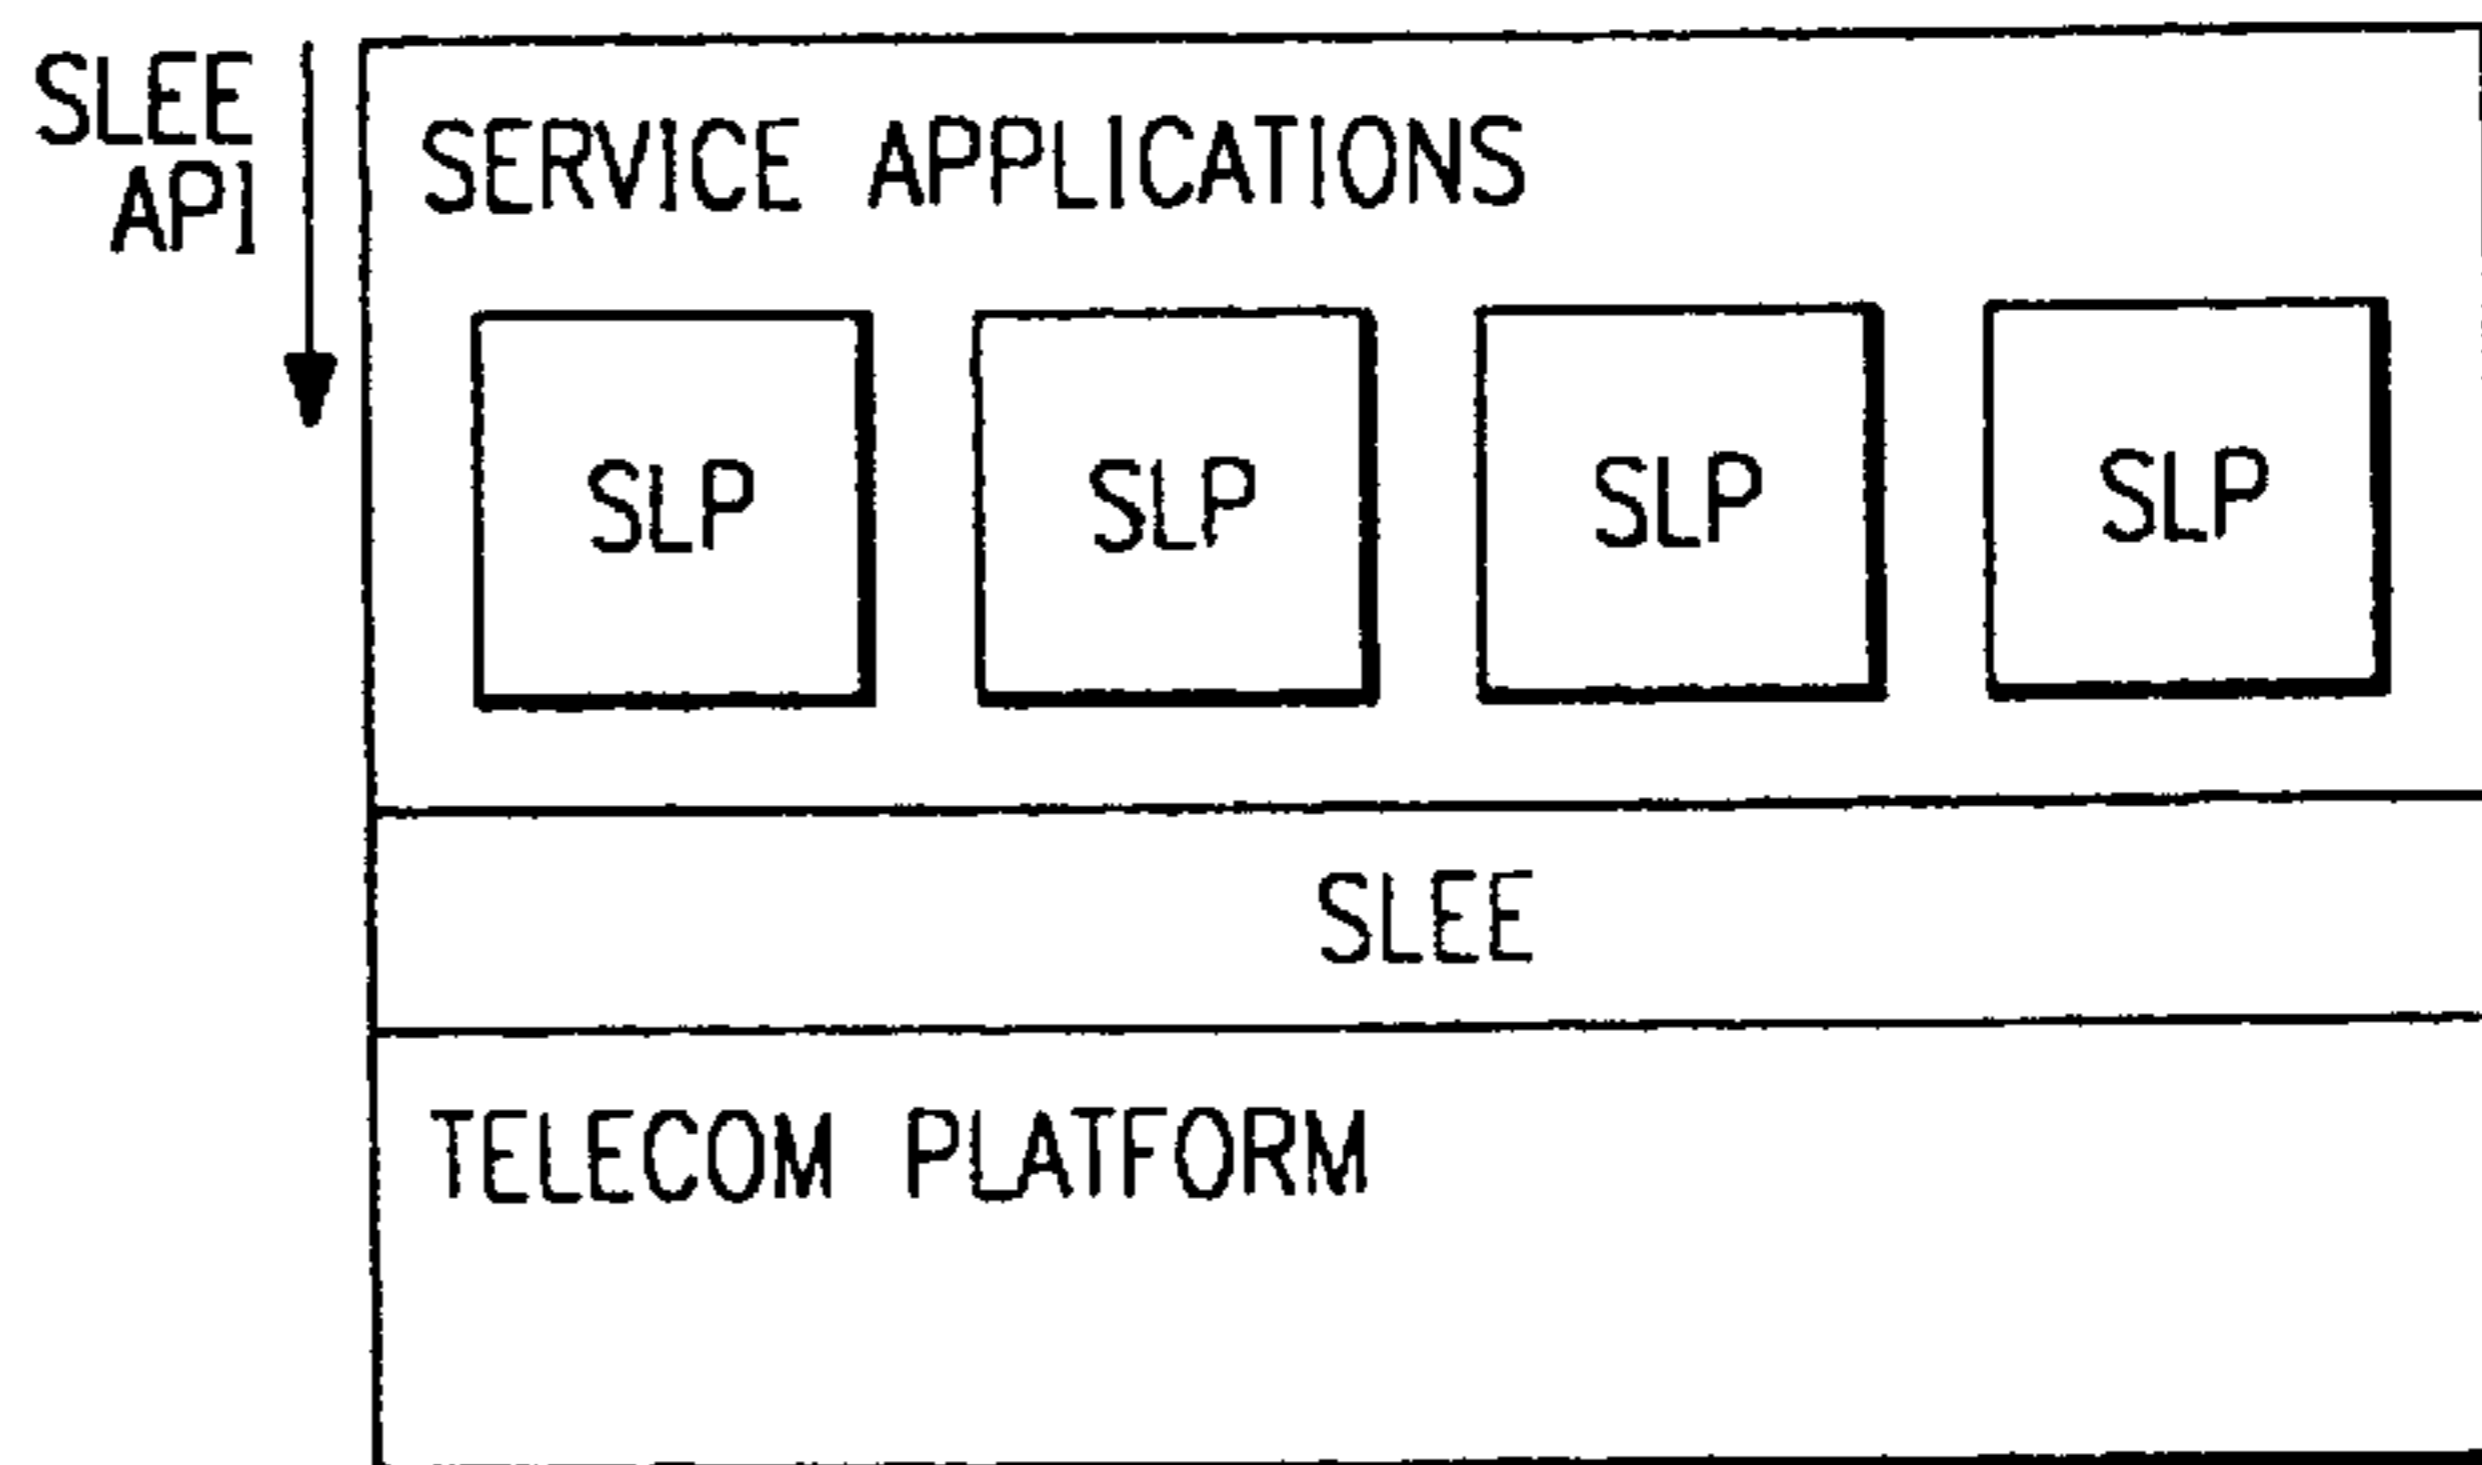 SLEE
API
SERVICE APPLICATIONS
SLP SLP SLP SLP
SLEE
TELECOM PLATFORM